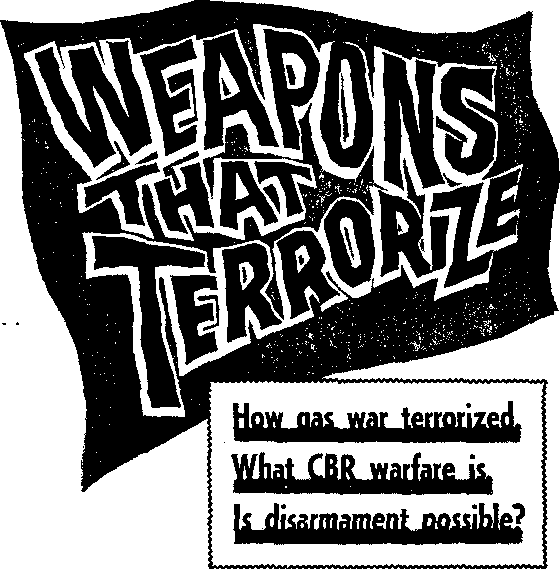 WEAPONS
THAT
TERRORIZE
How gas war terrorized.
What CBR warfare is.
Is disarmament possible?